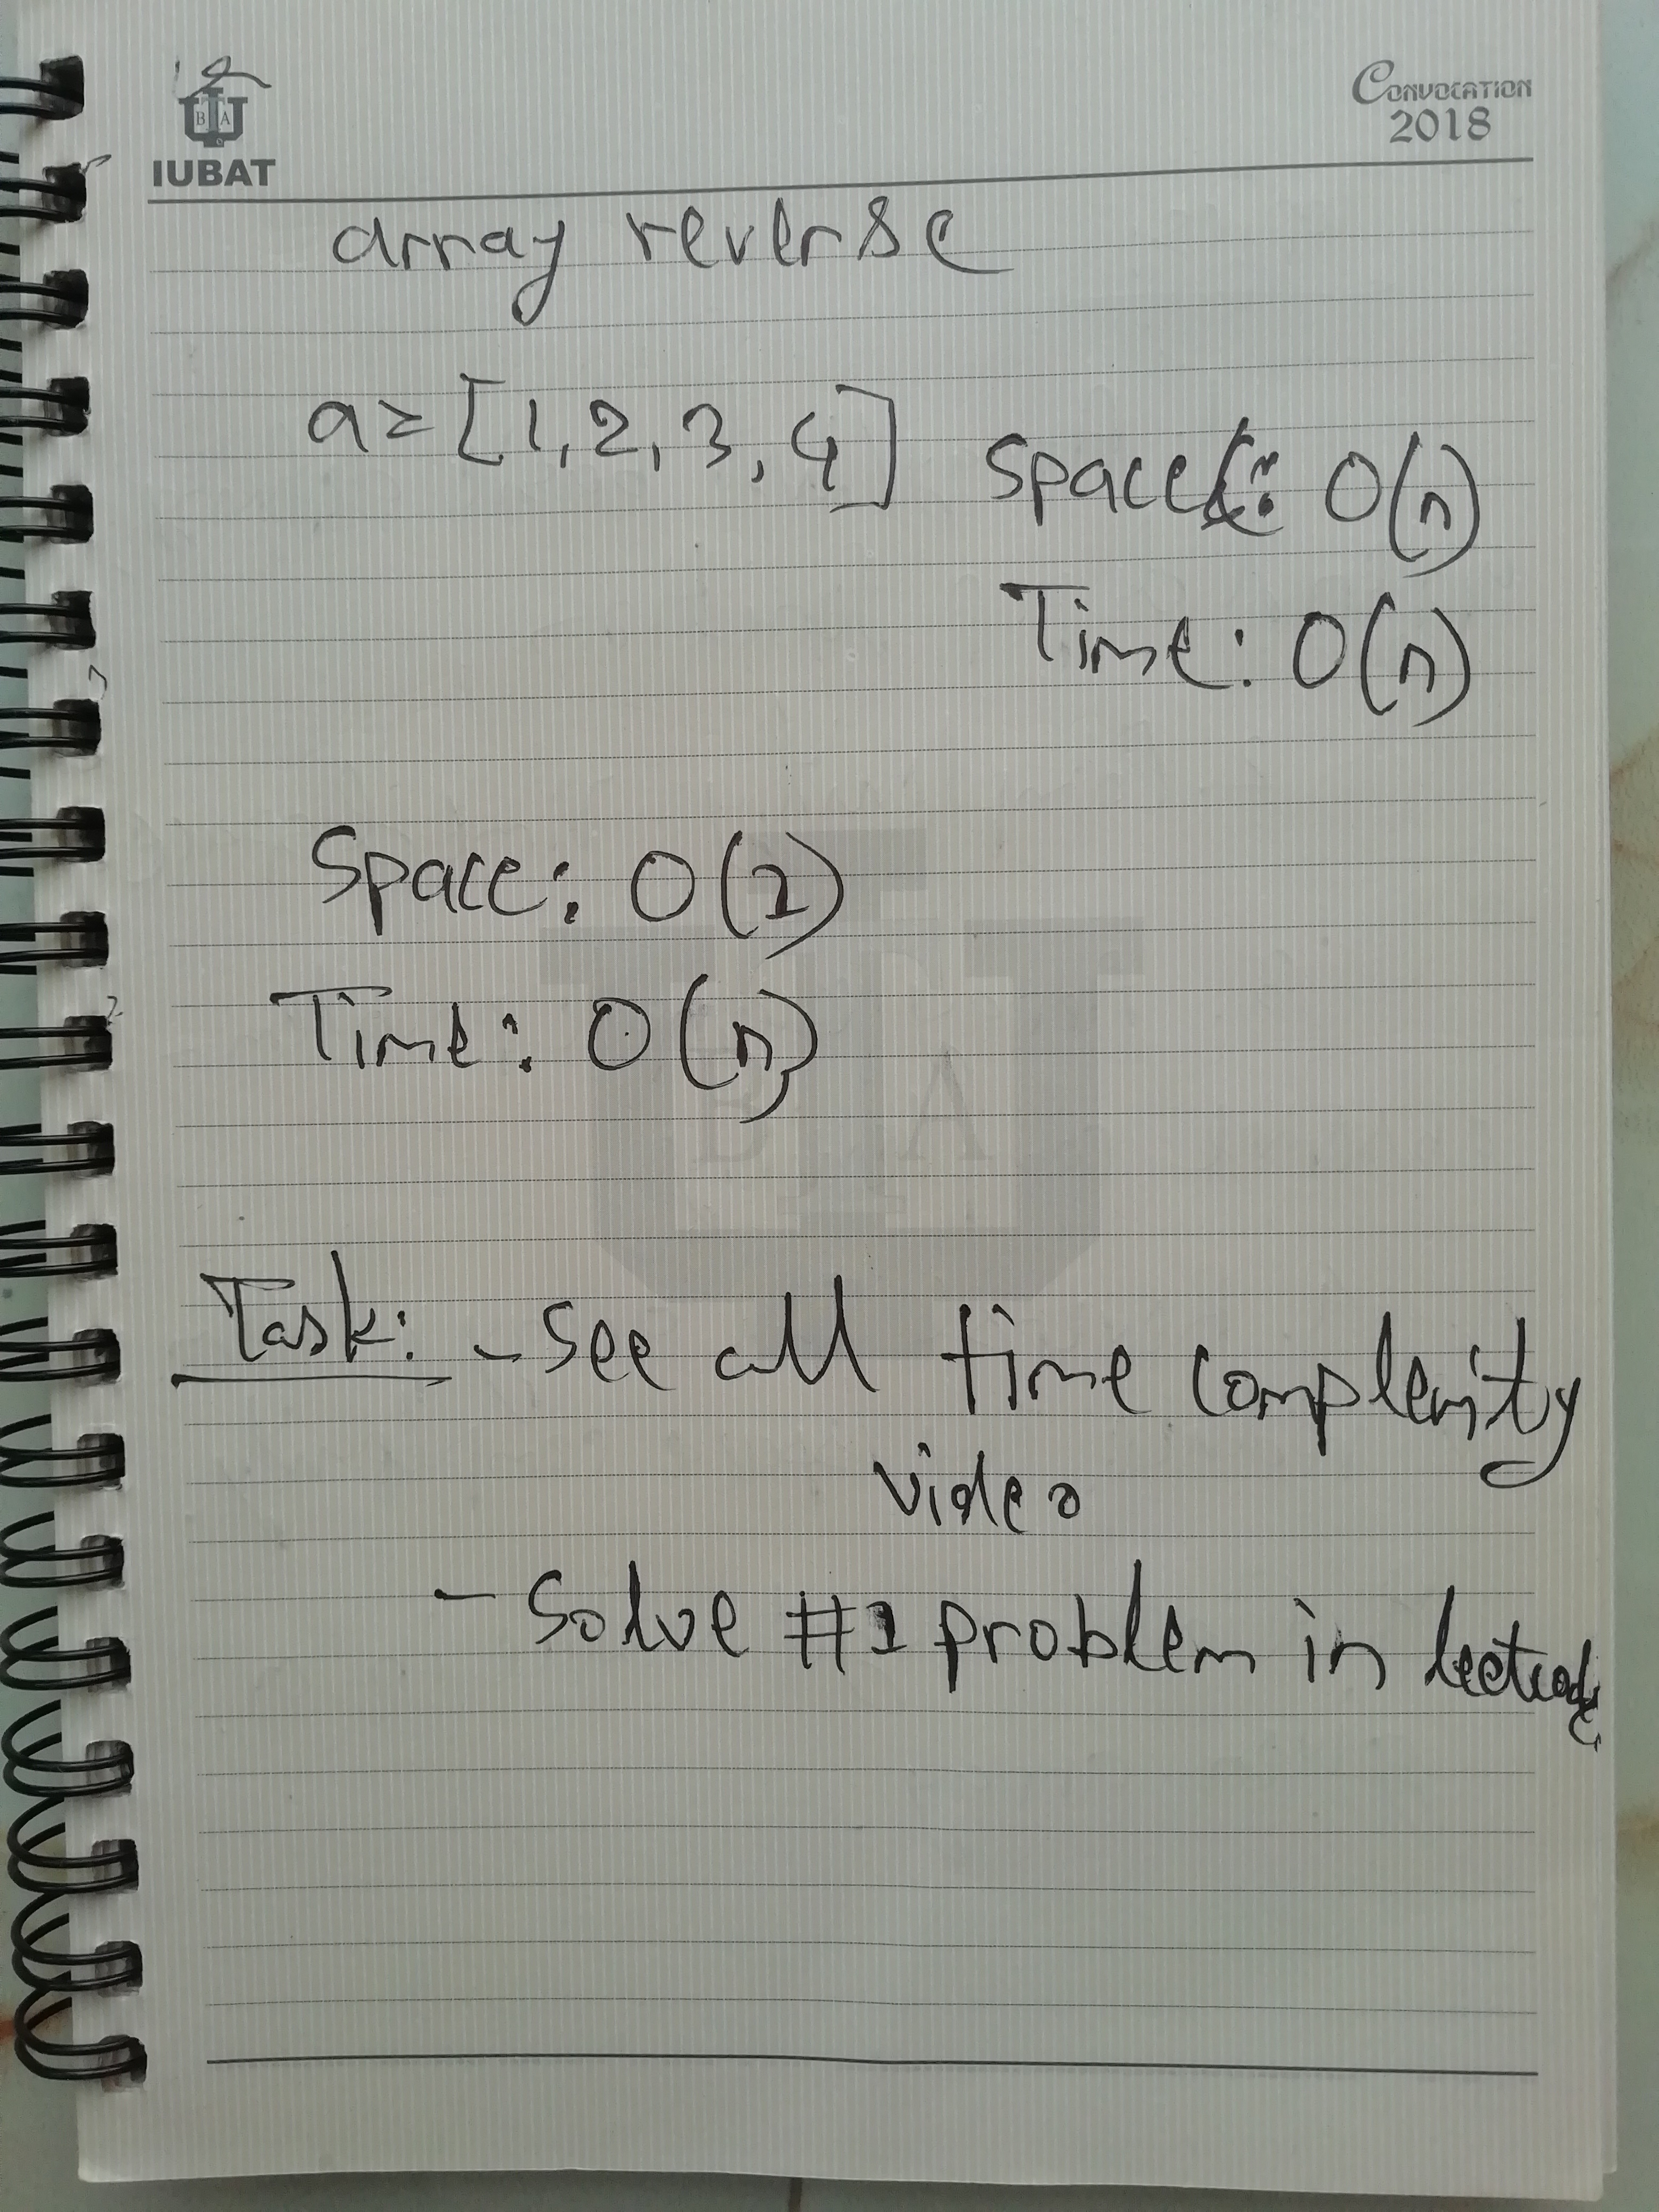 IUBAT
CONVOCATION
2018
array reverse
a = [1, 2, 3, 4]
Space: O(n)
Time: O(n)
Space: O(1)
Time: O(n)
Task: - See all time complexity
video
- Solve #1 problem in leetcode